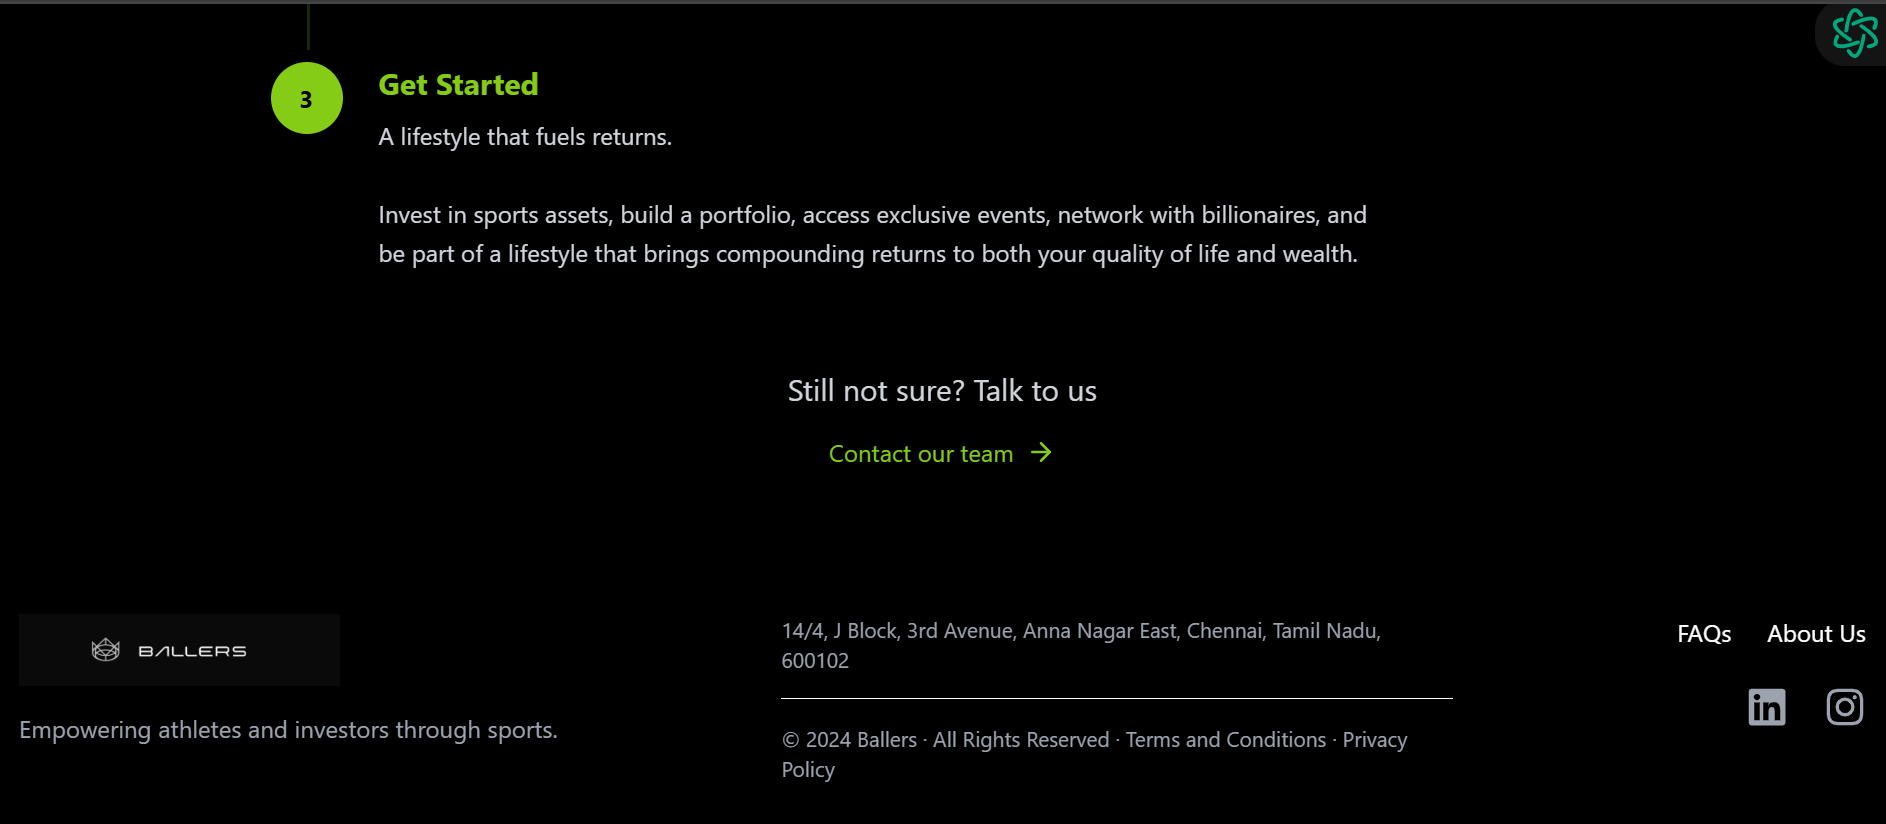 3
Get Started
A lifestyle that fuels returns.
Invest in sports assets, build a portfolio, access exclusive events, network with billionaires, and
be part of a lifestyle that brings compounding returns to both your quality of life and wealth.
Still not sure? Talk to us
Contact our team →
BALLERS
Empowering athletes and investors through sports.
14/4, J Block, 3rd Avenue, Anna Nagar East, Chennai, Tamil Nadu,
600102
© 2024 Ballers · All Rights Reserved · Terms and Conditions · Privacy
Policy
FAQs About Us
in